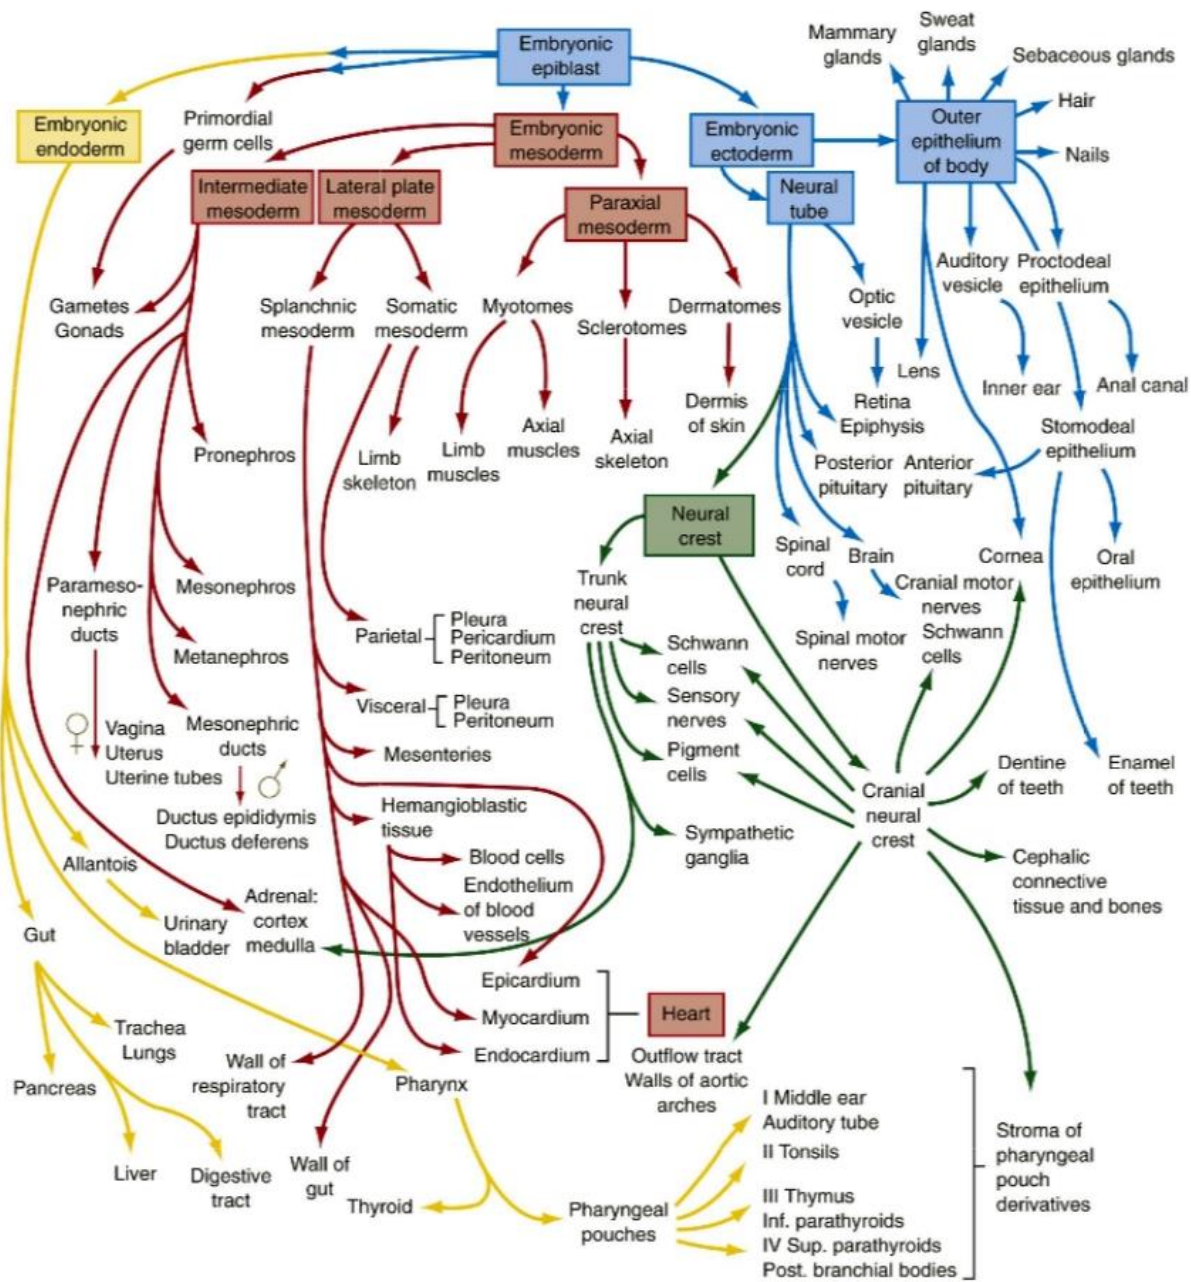 Embryonic
epiblast
Mammary
glands
Sweat
glands
Sebaceous glands
Hair
Nails
Embryonic
endoderm
Primordial
germ cells
Embryonic
mesoderm
Embryonic
ectoderm
Outer
epithelium
of body
Intermediate
mesoderm
Lateral plate
mesoderm
Paraxial
mesoderm
Neural
tube
Gametes
Gonads
Splanchnic
mesoderm
Somatic
mesoderm
Myotomes
Sclerotomes
Dermatomes
Optic
vesicle
Auditory
vesicle
Proctodeal
epithelium
Lens
Inner ear
Anal canal
Pronephros
Limb
skeleton
Limb
muscles
Axial
muscles
Axial
skeleton
Dermis
of skin
Retina
Epiphysis
Posterior
pituitary
Anterior
pituitary
Stomodeal
epithelium
Neural
crest
Spinal
cord
Brain
Cornea
Oral
epithelium
Parameso-
nephric
ducts
Mesonephros
Metanephros
Trunk
neural
crest
Cranial motor
nerves
Spinal motor
nerves
Schwann
cells
Parietal
Pleura
Pericardium
Peritoneum
Visceral
Pleura
Peritoneum
Mesenteries
Schwann
cells
Sensory
nerves
Pigment
cells
♀
Vagina
Uterus
Uterine tubes
Mesonephric
ducts
♂
Ductus epididymis
Ductus deferens
Hemangioblastic
tissue
Blood cells
Endothelium
of blood
vessels
Sympathetic
ganglia
Cranial
neural
crest
Dentine
of teeth
Enamel
of teeth
Cephalic
connective
tissue and bones
Allantois
Urinary
bladder
Adrenal:
cortex
medulla
Gut
Epicardium
Myocardium
Endocardium
Heart
Outflow tract
Walls of aortic
arches
Trachea
Lungs
Pancreas
Liver
Digestive
tract
Wall of
respiratory
tract
Wall of
gut
Pharynx
Thyroid
Pharyngeal
pouches
I Middle ear
Auditory tube
II Tonsils
III Thymus
Inf. parathyroids
IV Sup. parathyroids
Post. branchial bodies
Stroma of
pharyngeal
pouch
derivatives